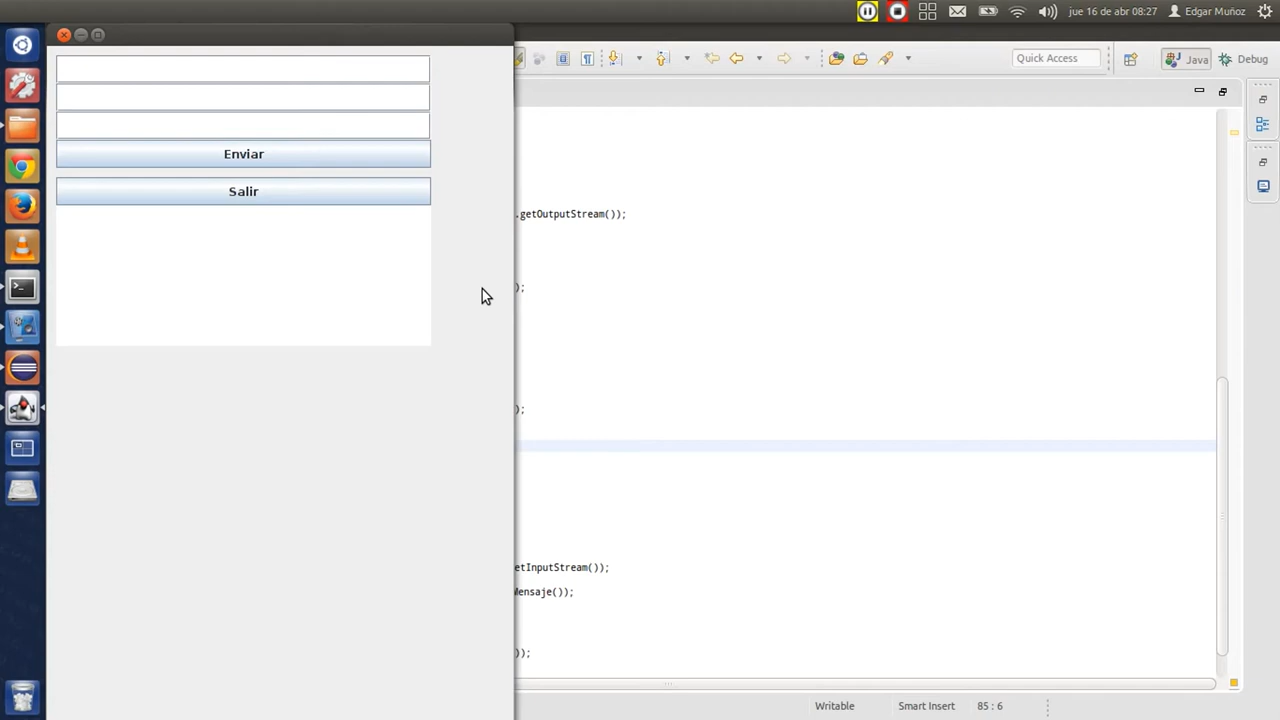 jue 16 de abr 08:27
Edgar Muñoz
Quick Access
Java
Debug
Enviar
Salir
.getOutputStream());
);
);
etInputStream());
Mensaje());
));
Writable
Smart Insert
85 : 6